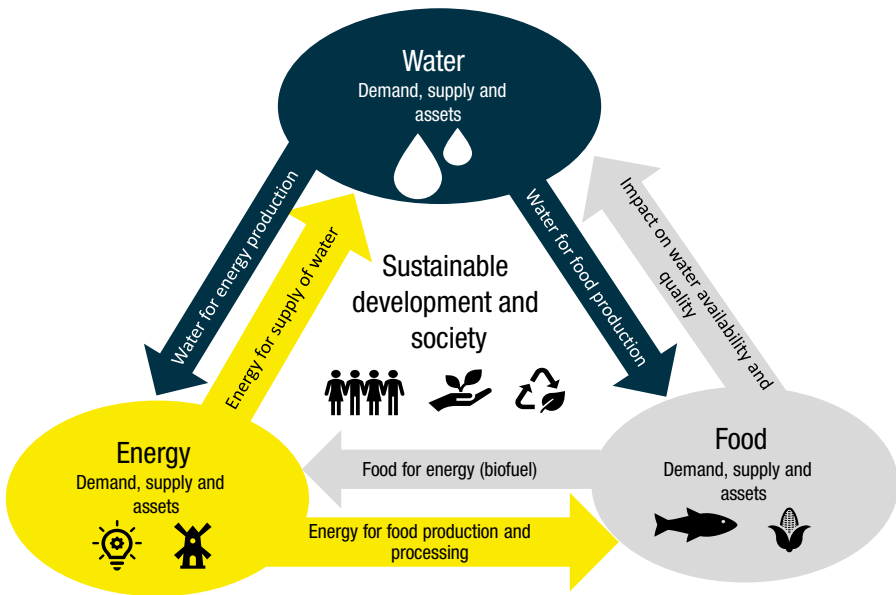 Water
Demand, supply and
assets
Water for energy production
Energy for supply of water
Water for food production
Impact on water availability and
quality
Sustainable
development and
society
Energy
Demand, supply and
assets
Food
Demand, supply and
assets
Food for energy (biofuel)
Energy for food production and
processing